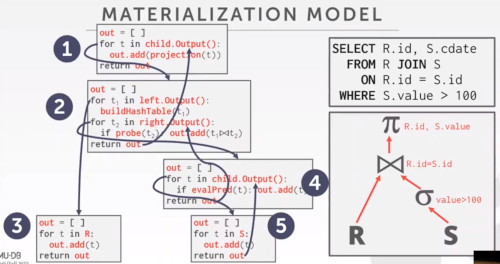 MATERIALIZATION MODEL
1
out = [ ]
for t in child.Output():
out.add(projection(t))
return out
2
out = [ ]
for t1 in left.Output():
buildHashTable(t1)
for t2 in right.Output():
if probe(t2): out.add(t1⨝t2)
return out
4
out = [ ]
for t in child.Output():
if evalPred(t): out.add(t)
return out
3
out = [ ]
for t in R:
out.add(t)
return out
5
out = [ ]
for t in S:
out.add(t)
return out
SELECT R.id, S.cdate
FROM R JOIN S
ON R.id = S.id
WHERE S.value > 100
π R.id, S.value
⨝ R.id=S.id
σ value>100
R
S
MU-DB